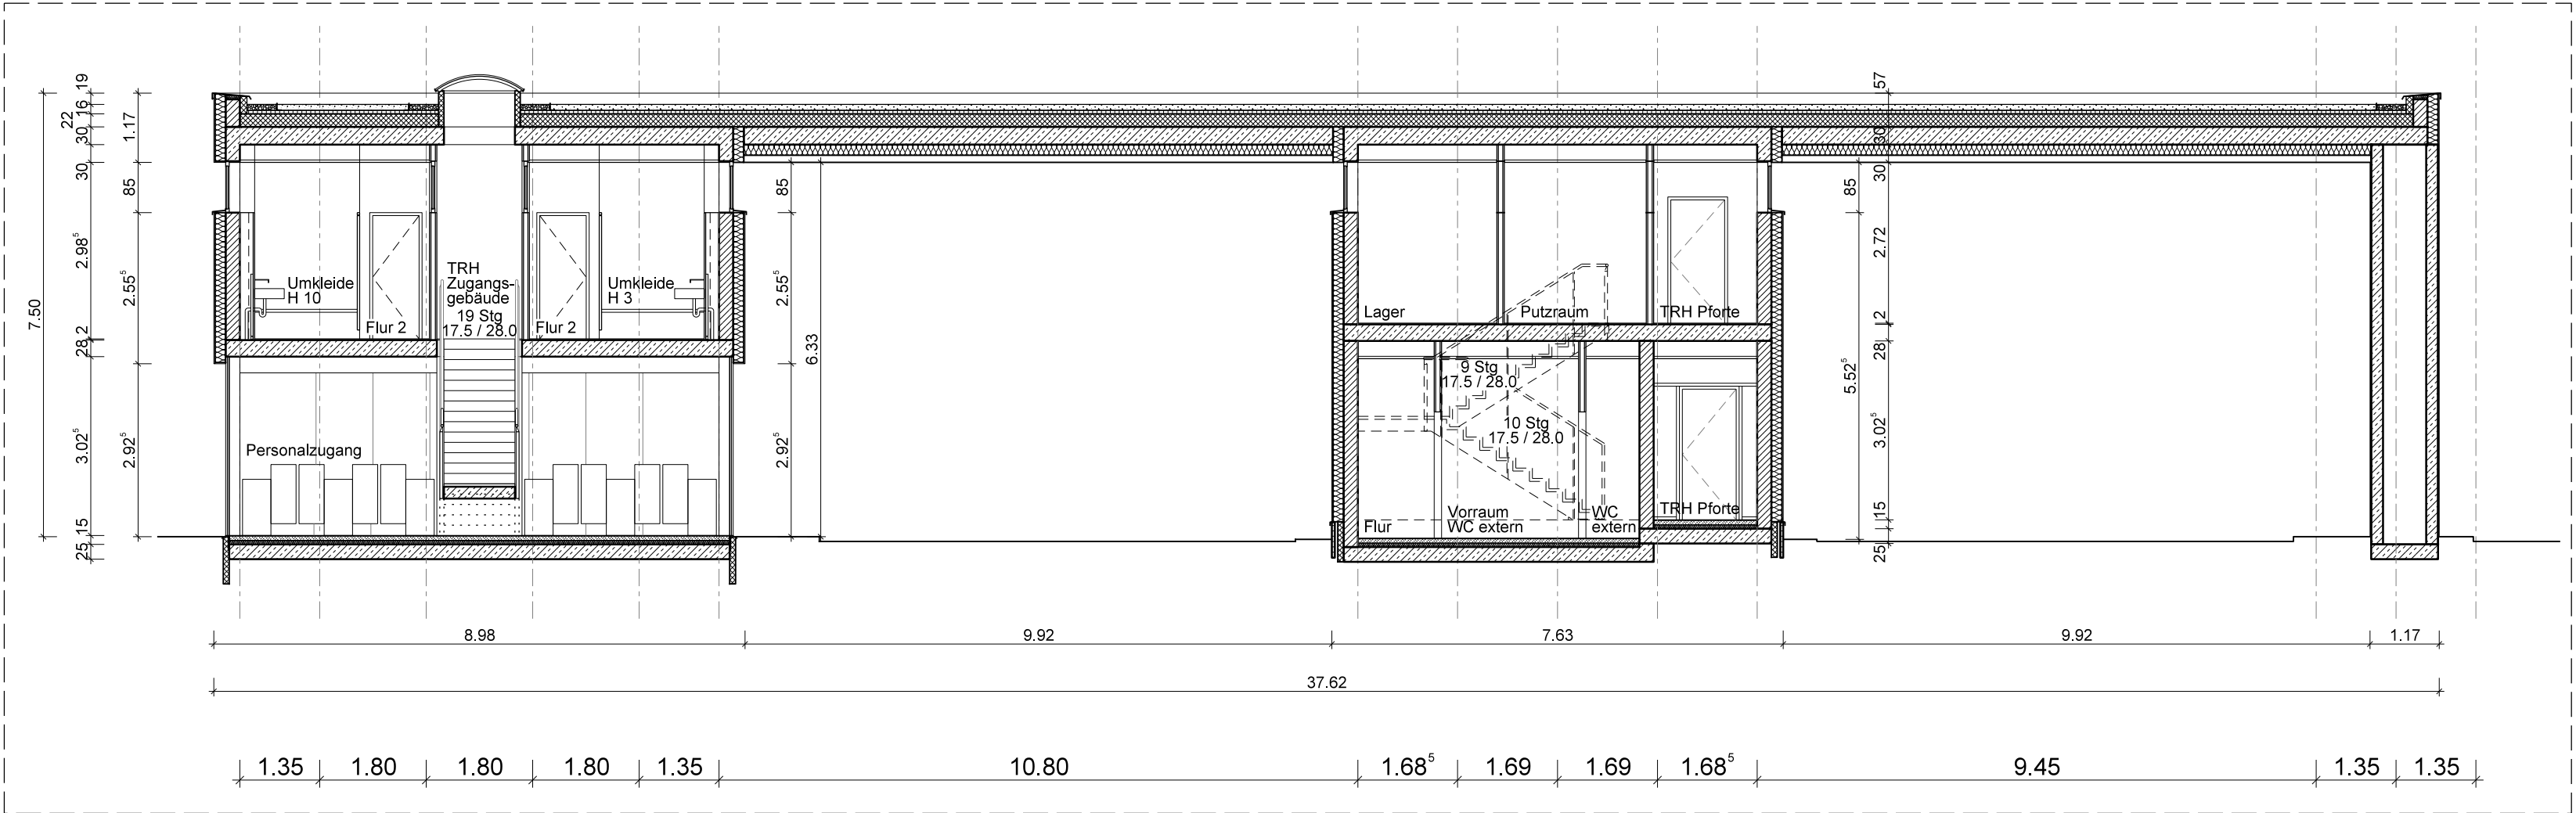 19
16
22
30
30
2.98⁵
2
28
3.02⁵
15
25
7.50
1.17
85
2.55⁵
2.92⁵
Umkleide
H 10
Flur 2
TRH
Zugangs-
gebäude
19 Stg
17.5 / 28.0
Flur 2
Umkleide
H 3
Personalzugang
85
2.55⁵
2.92⁵
6.33
Lager
Putzraum
TRH Pforte
9 Stg
17.5 / 28.0
10 Stg
17.5 / 28.0
Flur
Vorraum
WC extern
WC
extern
TRH Pforte
85
5.52⁵
57
30
30
2.72
2
28
3.02⁵
15
25
8.98
9.92
7.63
9.92
1.17
37.62
1.35
1.80
1.80
1.80
1.35
10.80
1.68⁵
1.69
1.69
1.68⁵
9.45
1.35
1.35